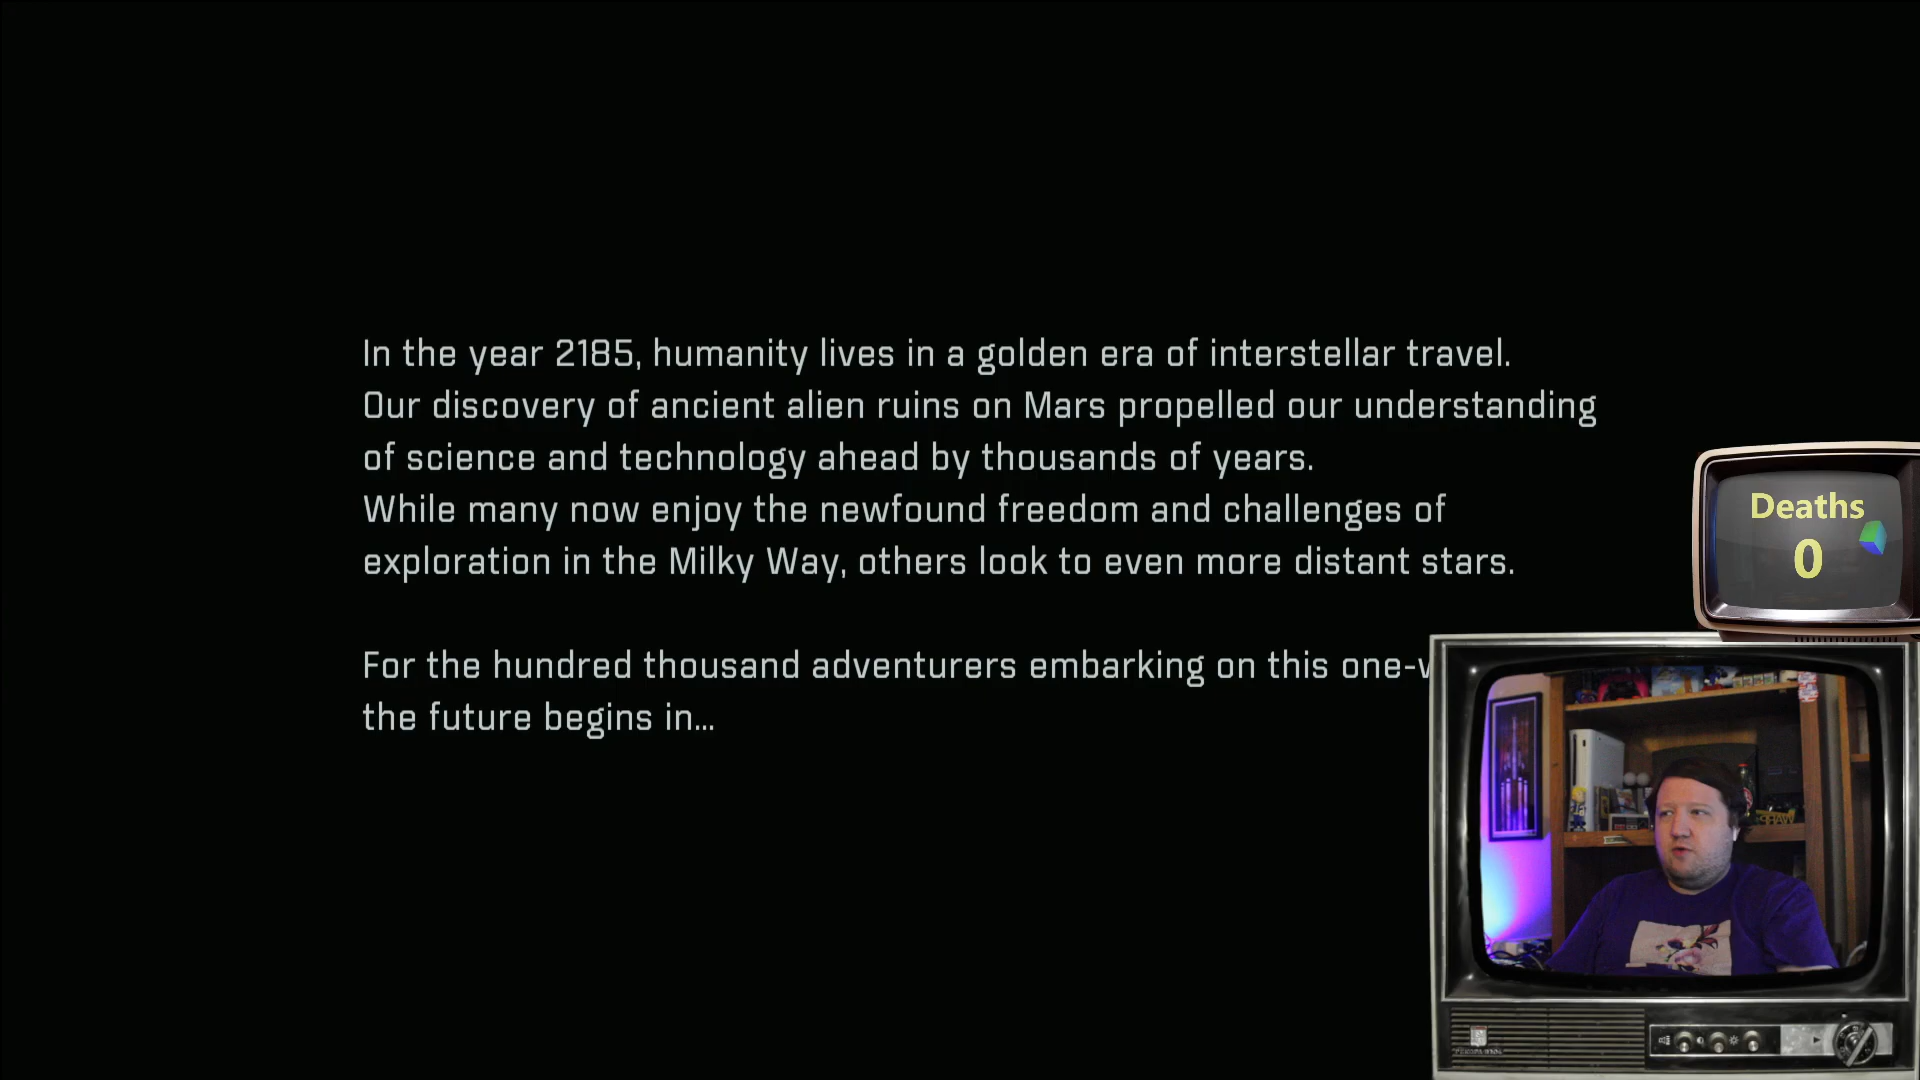 In the year 2185, humanity lives in a golden era of interstellar travel.
Our discovery of ancient alien ruins on Mars propelled our understanding
of science and technology ahead by thousands of years.
While many now enjoy the newfound freedom and challenges of
exploration in the Milky Way, others look to even more distant stars.
For the hundred thousand adventurers embarking on this
the future begins in...
Deaths
0